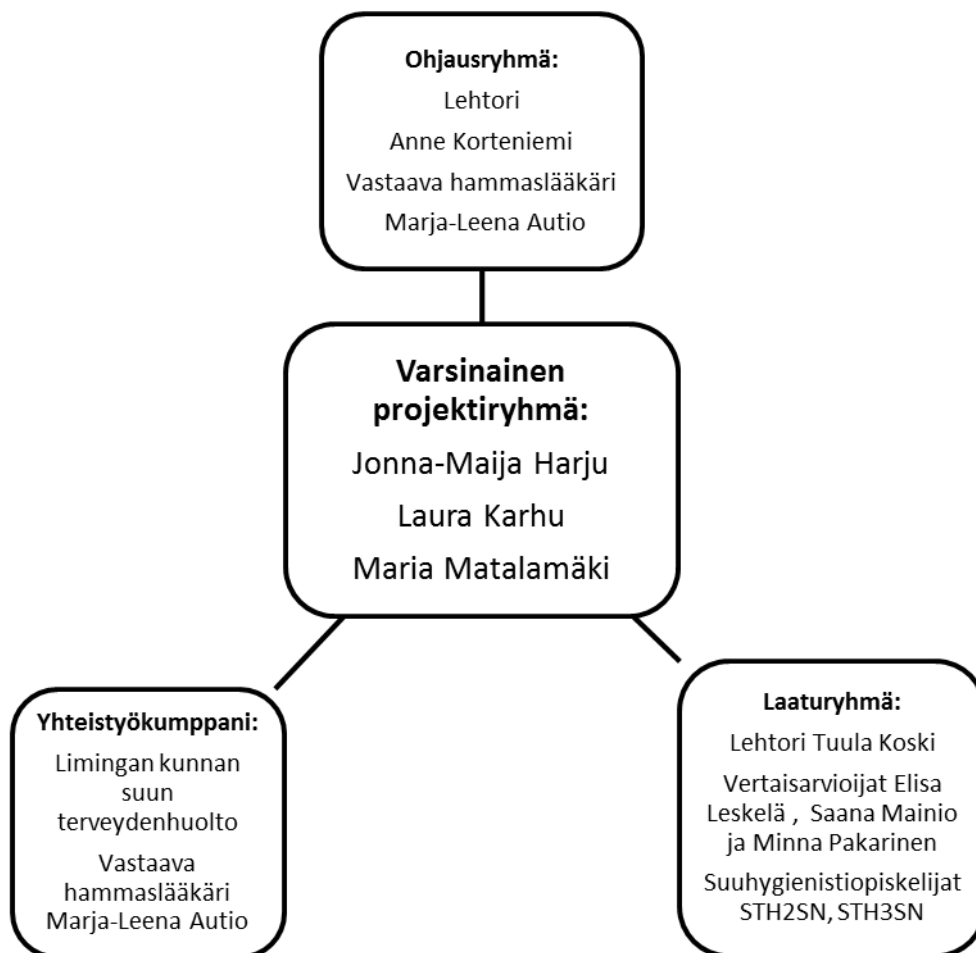 Ohjausryhmä:
Lehtori
Anne Korteniemi
Vastaava hammaslääkäri
Marja-Leena Autio
Varsinainen
projektiryhmä:
Jonna-Maija Harju
Laura Karhu
Maria Matalamäki
Yhteistyökumppani:
Limingan kunnan
suun
terveydenhuolto
Vastaava
hammaslääkäri
Marja-Leena Autio
Laaturyhmä:
Lehtori Tuula Koski
Vertaisarvioijat Elisa
Leskelä , Saana Mainio
ja Minna Pakarinen
Suuhygienistiopiskelijat
STH2SN, STH3SN